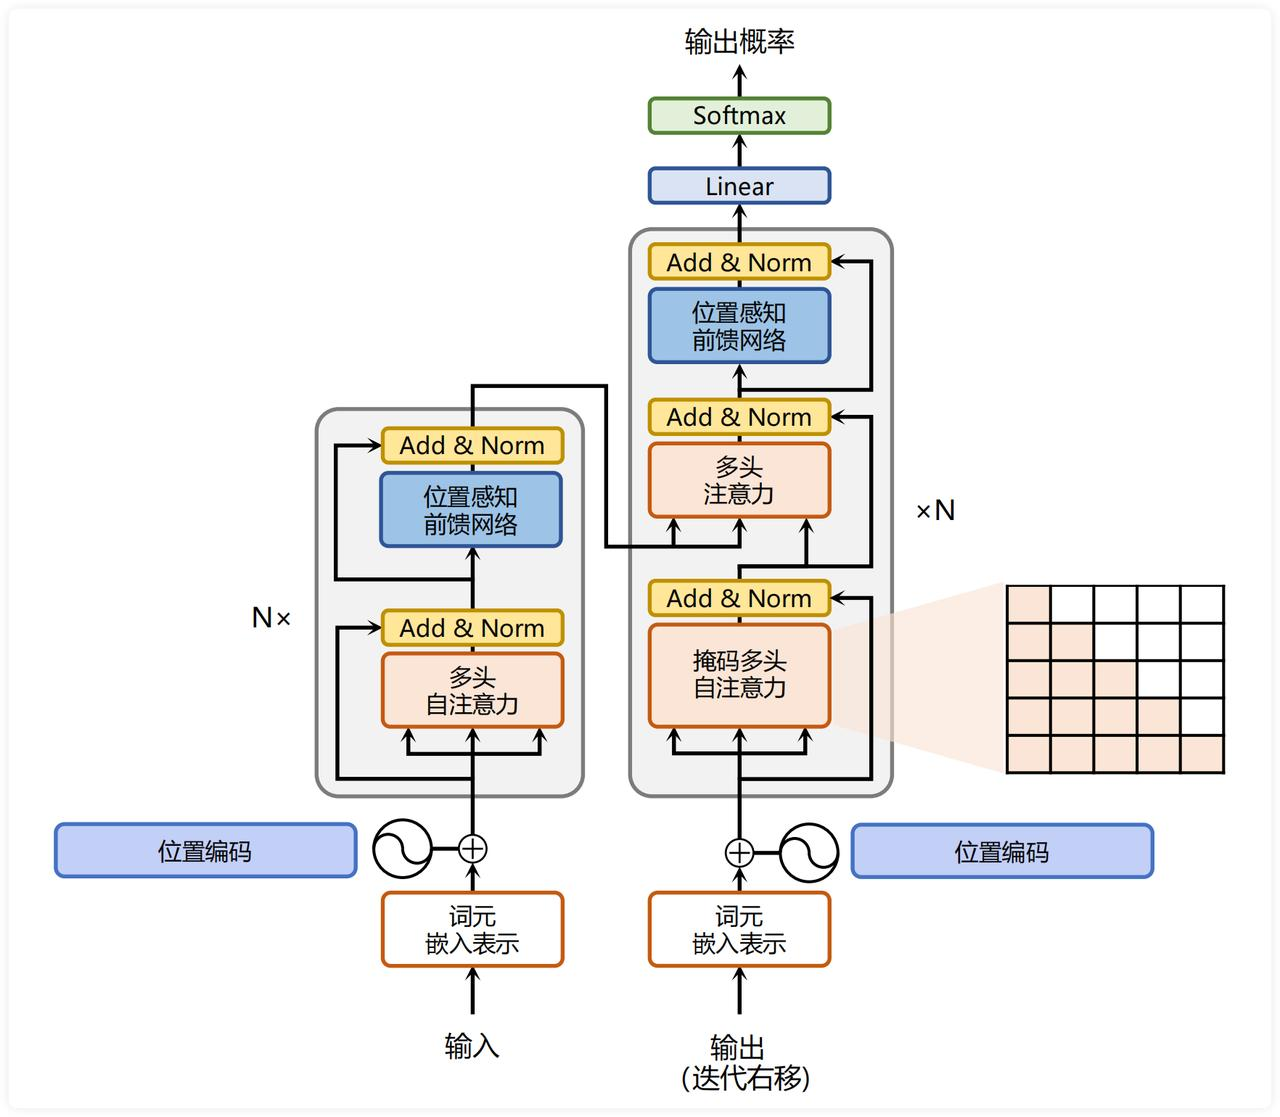 输出概率
Softmax
Linear
Add & Norm
位置感知
前馈网络
Add & Norm
多头
注意力
×N
Add & Norm
掩码多头
自注意力
Add & Norm
位置感知
前馈网络
N×
Add & Norm
多头
自注意力
位置编码
位置编码
词元
嵌入表示
词元
嵌入表示
输入
输出
(迭代右移)